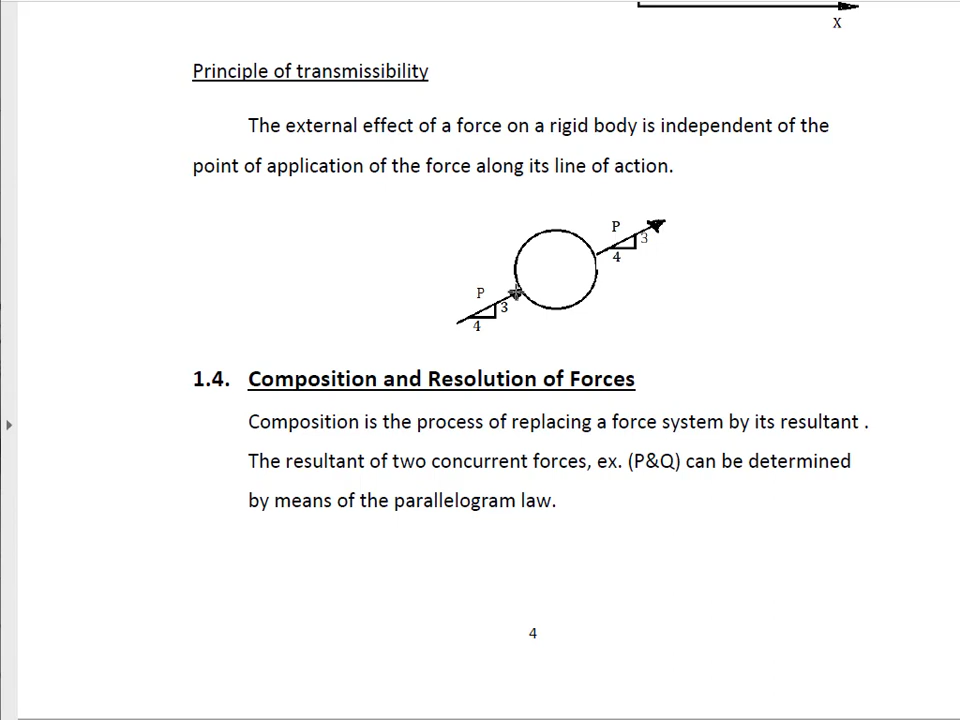 X
Principle of transmissibility
The external effect of a force on a rigid body is independent of the
point of application of the force along its line of action.
P
3
4
P
3
4
1.4. Composition and Resolution of Forces
Composition is the process of replacing a force system by its resultant .
The resultant of two concurrent forces, ex. (P&Q) can be determined
by means of the parallelogram law.
4